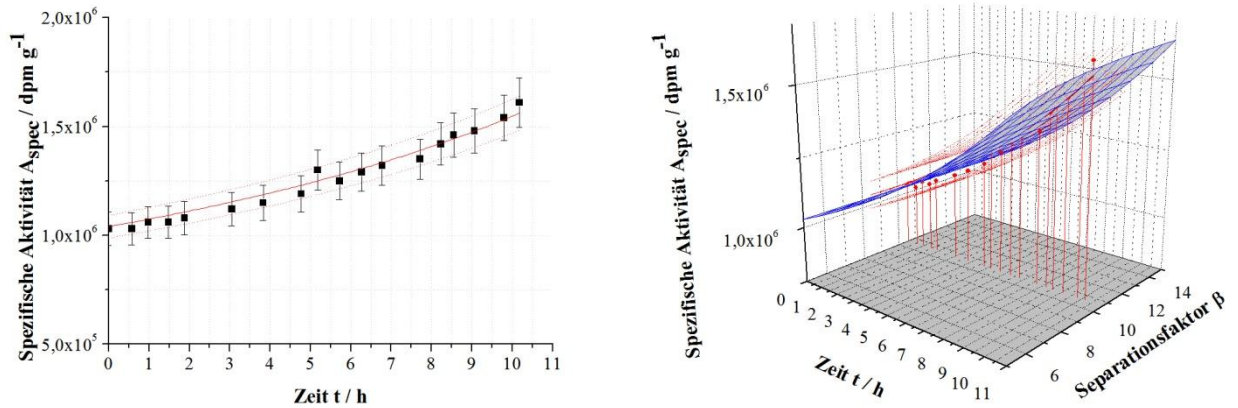 Spezifische Aktivität A_spec / dpm g^-1
2,0x10^6
1,5x10^6
1,0x10^6
5,0x10^5
0 1 2 3 4 5 6 7 8 9 10 11
Zeit t / h
Spezifische Aktivität A_spec / dpm g^-1
1,5x10^6
1,0x10^6
0 1 2 3 4 5 6 7 8 9 10 11
Zeit t / h
6 8 10 12 14
Separationsfaktor β